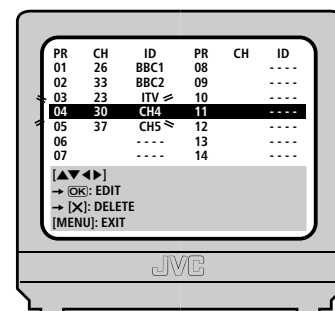 PR CH ID PR CH ID
01 26 BBC1 08 - - - -
02 33 BBC2 09 - - - -
03 23 ITV 10 - - - -
04 30 CH4 11 - - - -
05 37 CH5 12 - - - -
06 - - - - 13 - - - -
07 - - - - 14 - - - -
[▲▼◀▶]
→ OK: EDIT
→ [X]: DELETE
[MENU]: EXIT
JVC